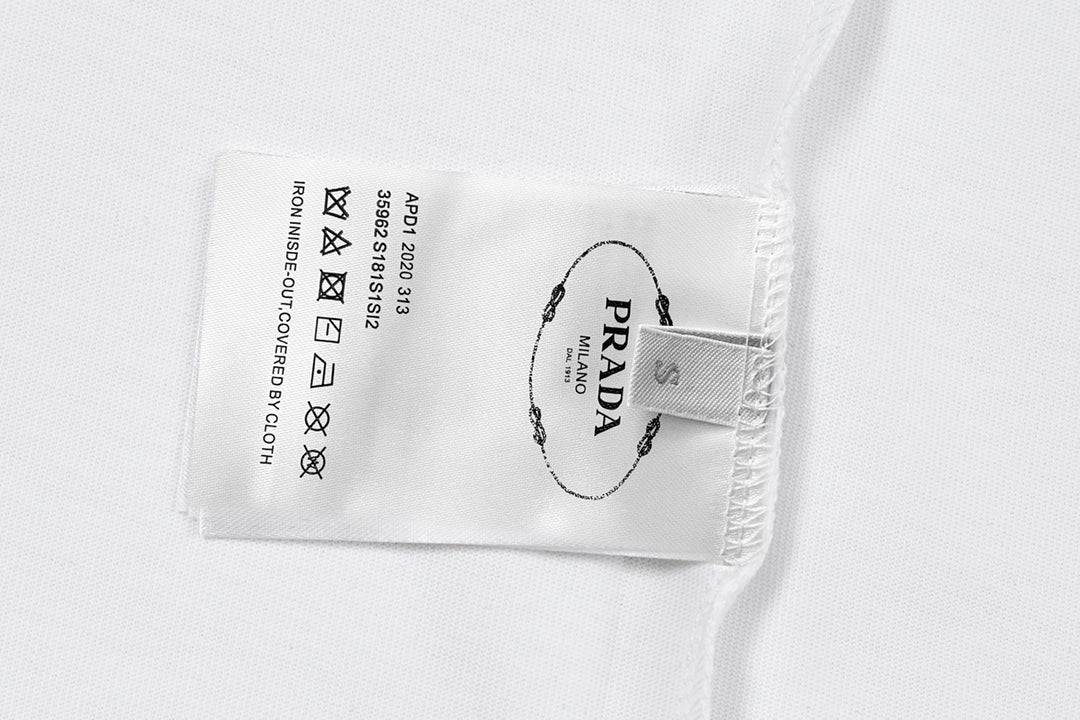 S
PRADA
MILANO
DAL 1913
APD1 2020 313
35962 S181S1SI2
IRON INISDE-OUT,COVERED BY CLOTH